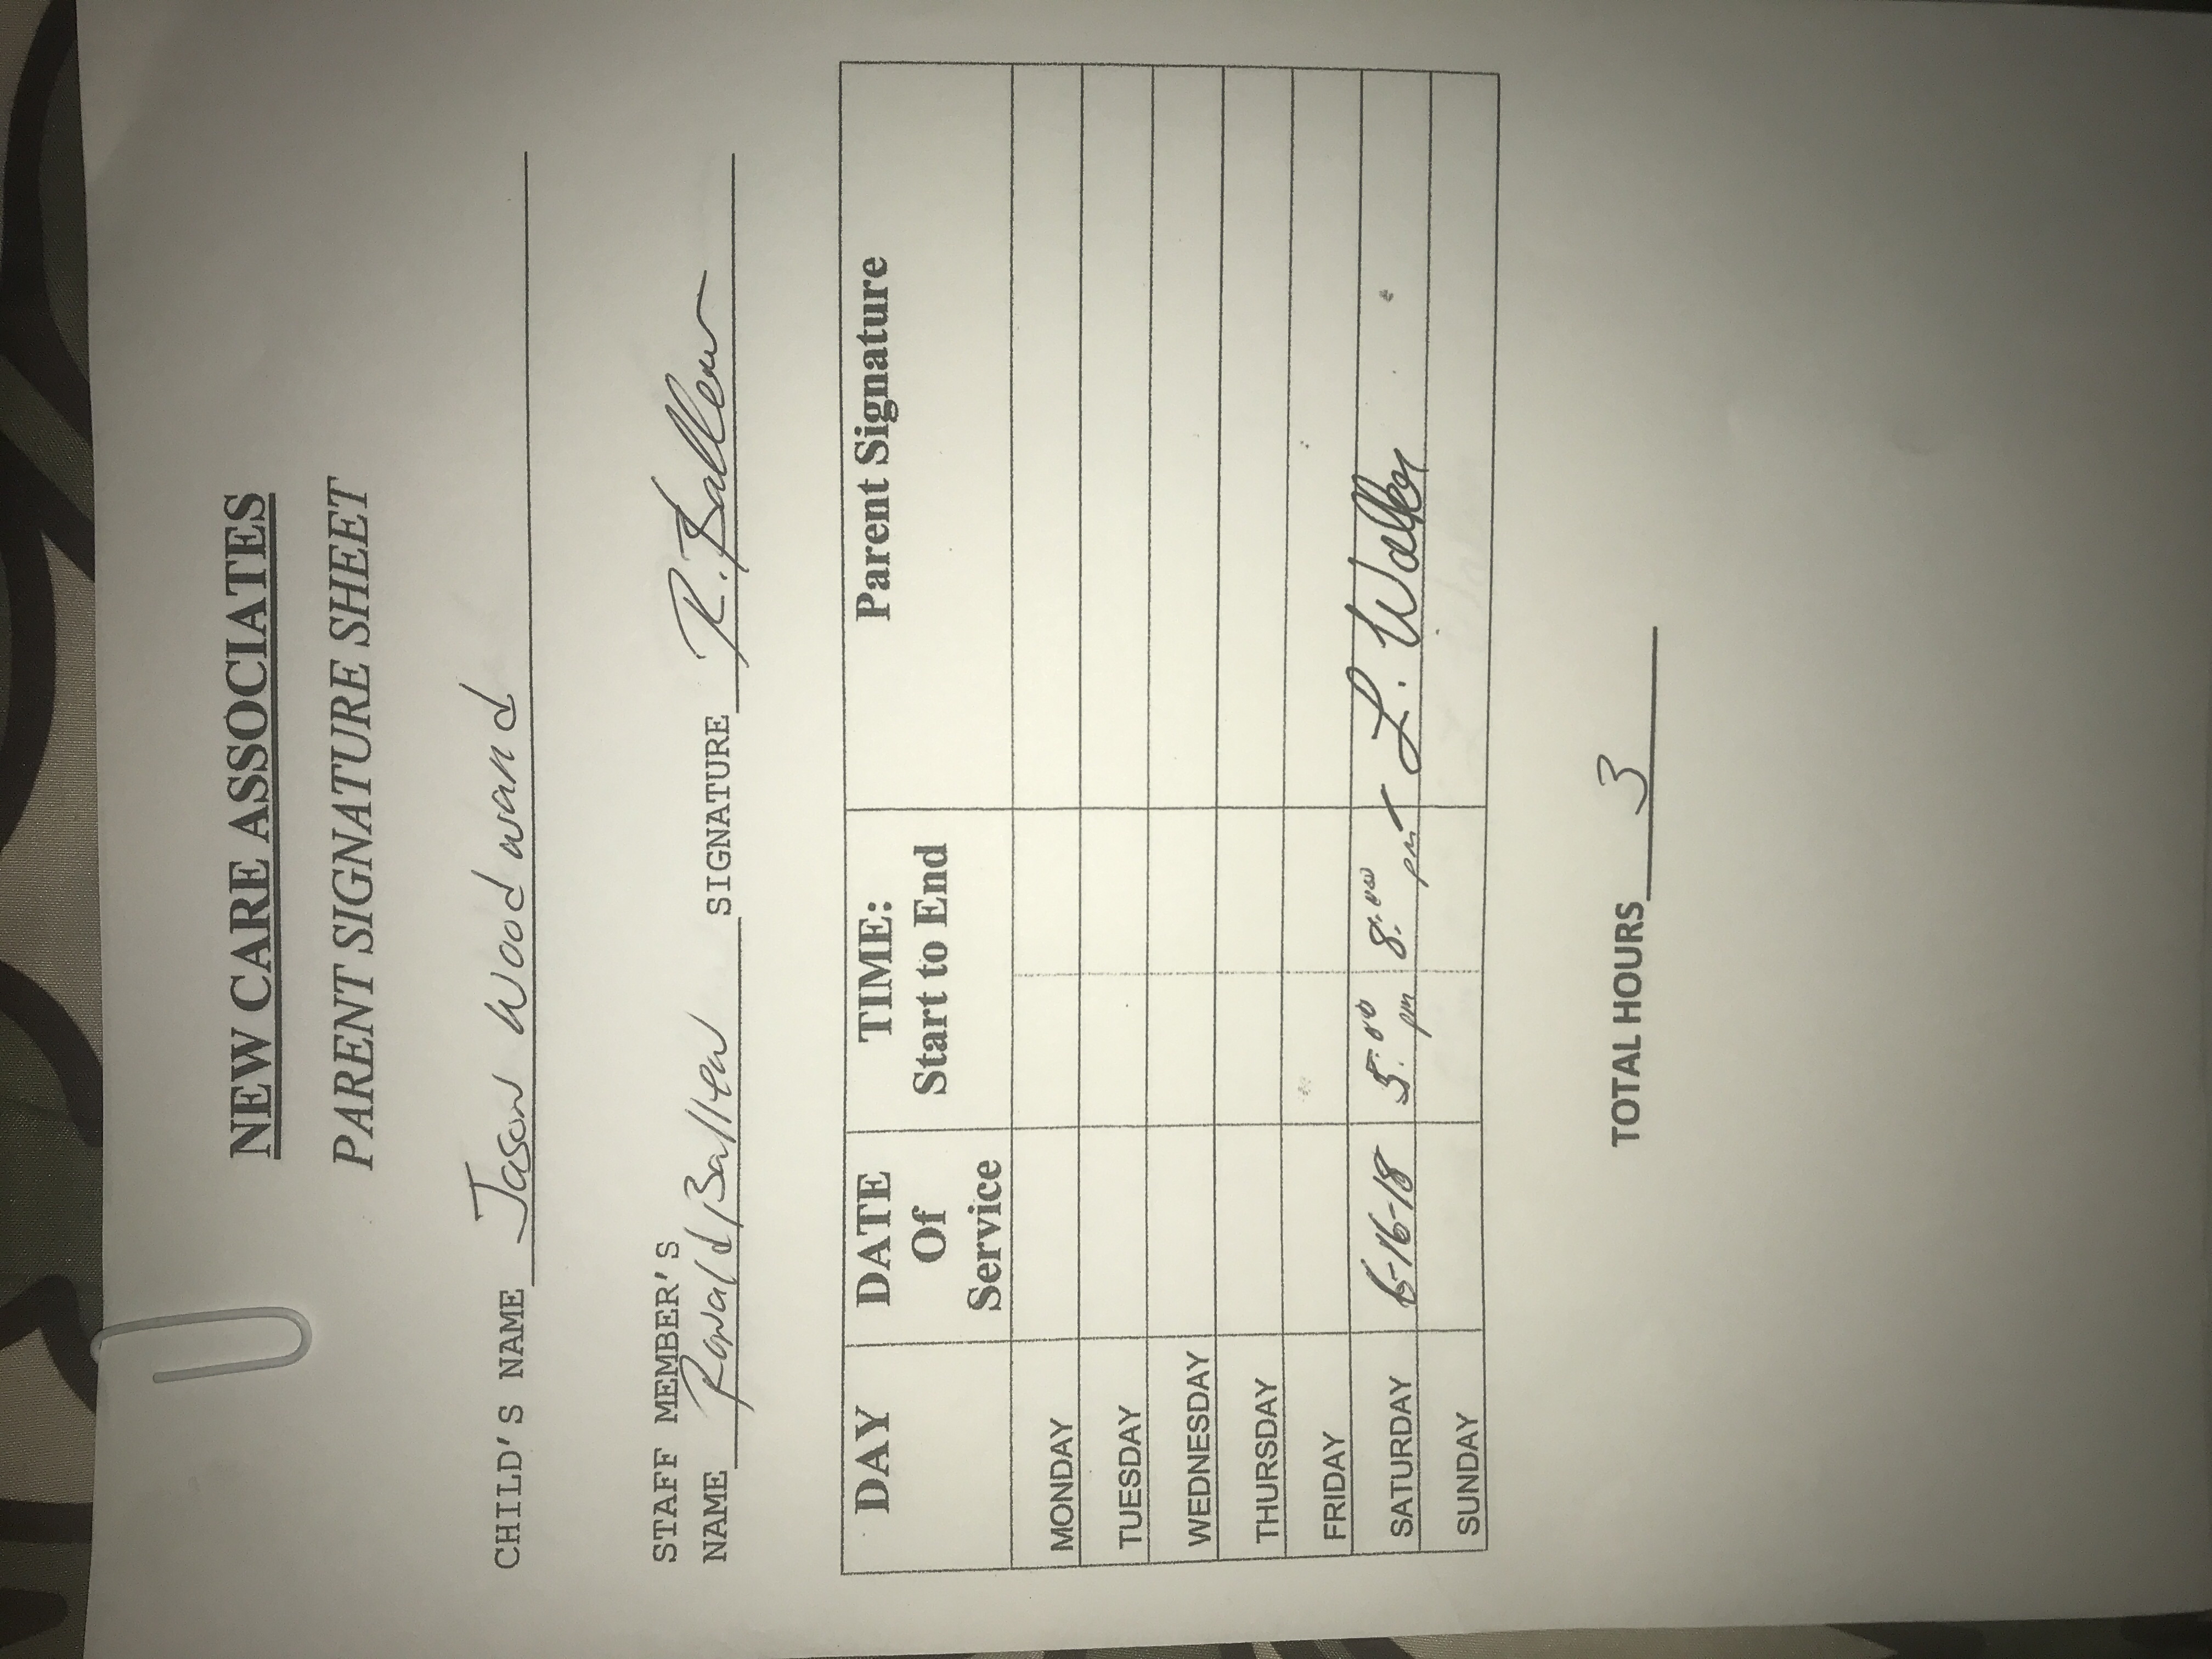 NEW CARE ASSOCIATES
PARENT SIGNATURE SHEET
CHILD'S NAME Jason Woodward
STAFF MEMBER'S
NAME Ronald Ballew SIGNATURE R. Ballew
DAY DATE Of Service TIME: Start to End Parent Signature
MONDAY
TUESDAY
WEDNESDAY
THURSDAY
FRIDAY
SATURDAY 6-16-18 5:00 pm 8:00 pm L. Walker
SUNDAY
TOTAL HOURS 3